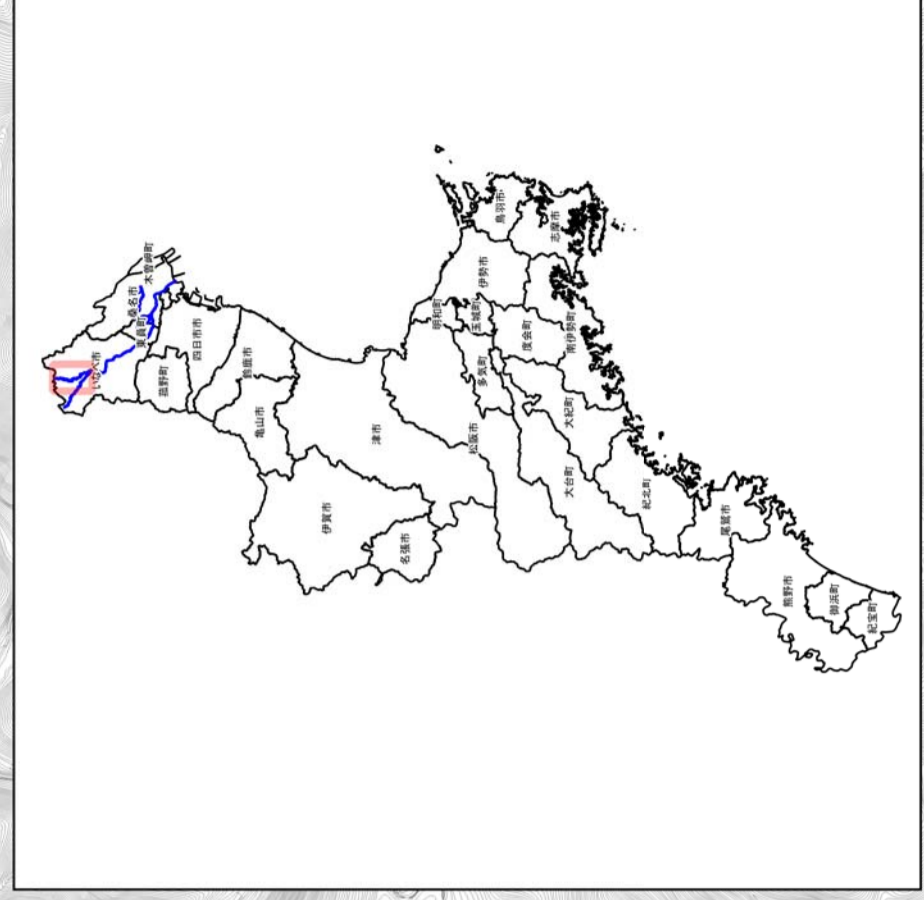 木曽岬町
桑名市
東員町
いなべ市
四日市市
菰野町
鈴鹿市
亀山市
津市
伊賀市
名張市
鳥羽市
志摩市
伊勢市
明和町
玉城町
度会町
南伊勢町
多気町
松阪市
大紀町
大台町
紀北町
尾鷲市
熊野市
御浜町
紀宝町